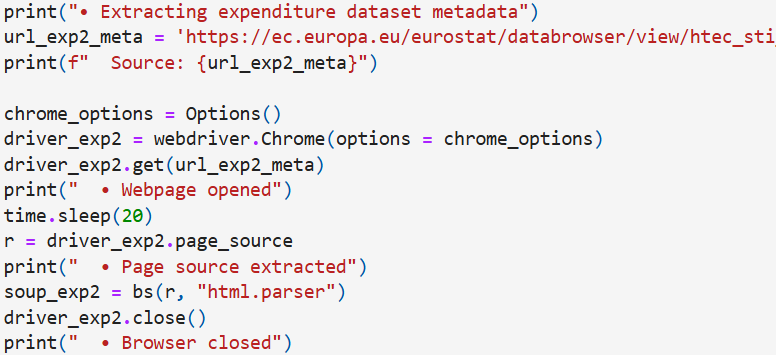 print("• Extracting expenditure dataset metadata")
url_exp2_meta = 'https://ec.europa.eu/eurostat/databrowser/view/htec_sti_
print(f"  Source: {url_exp2_meta}")
chrome_options = Options()
driver_exp2 = webdriver.Chrome(options = chrome_options)
driver_exp2.get(url_exp2_meta)
print("  • Webpage opened")
time.sleep(20)
r = driver_exp2.page_source
print("  • Page source extracted")
soup_exp2 = bs(r, "html.parser")
driver_exp2.close()
print("  • Browser closed")